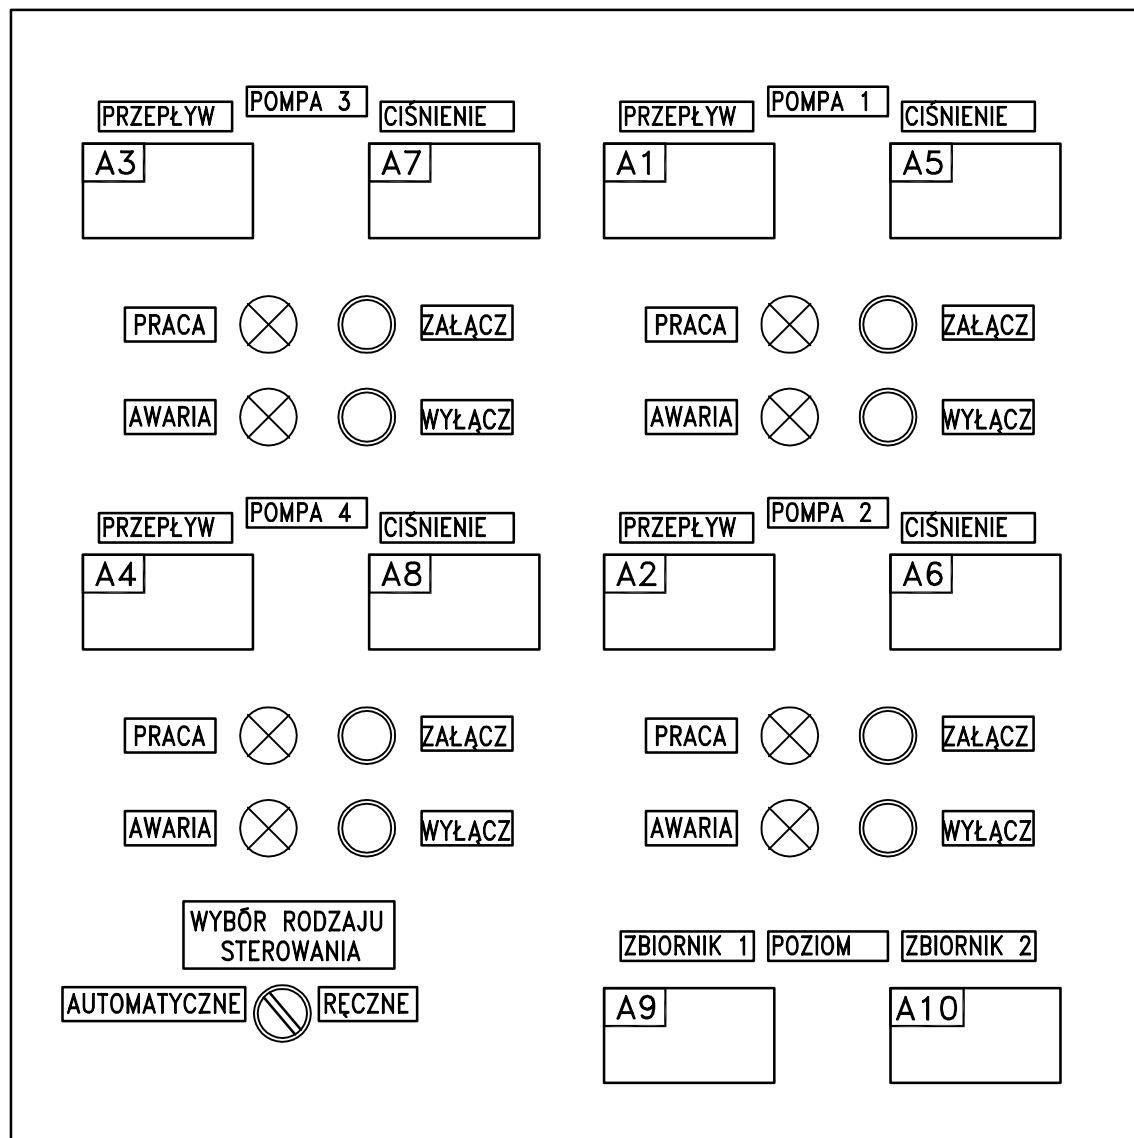 POMPA 3 POMPA 1
PRZEPŁYW CIŚNIENIE PRZEPŁYW CIŚNIENIE
A3 A7 A1 A5
PRACA ZAŁĄCZ PRACA ZAŁĄCZ
AWARIA WYŁĄCZ AWARIA WYŁĄCZ
POMPA 4 POMPA 2
PRZEPŁYW CIŚNIENIE PRZEPŁYW CIŚNIENIE
A4 A8 A2 A6
PRACA ZAŁĄCZ PRACA ZAŁĄCZ
AWARIA WYŁĄCZ AWARIA WYŁĄCZ
WYBÓR RODZAJU
STEROWANIA
ZBIORNIK 1 POZIOM ZBIORNIK 2
AUTOMATYCZNE RĘCZNE A9 A10